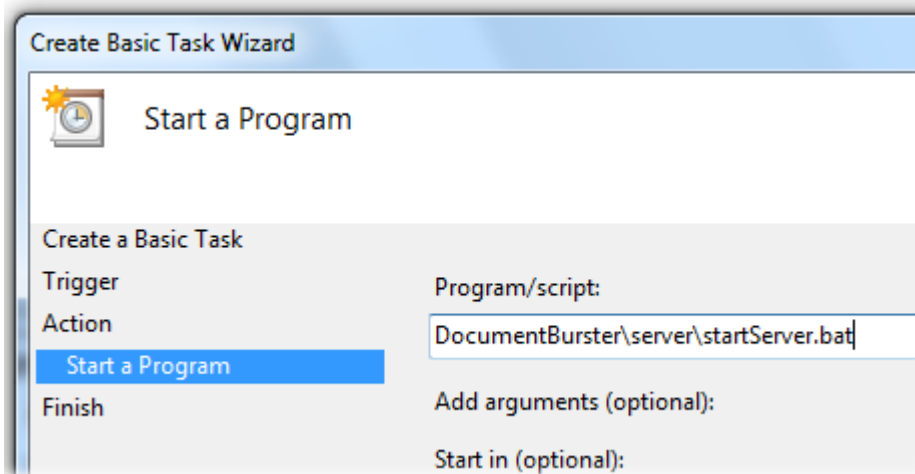 Create Basic Task Wizard
Start a Program
Create a Basic Task
Trigger
Action
Start a Program
Finish
Program/script:
DocumentBurster\server\startServer.bat
Add arguments (optional):
Start in (optional):